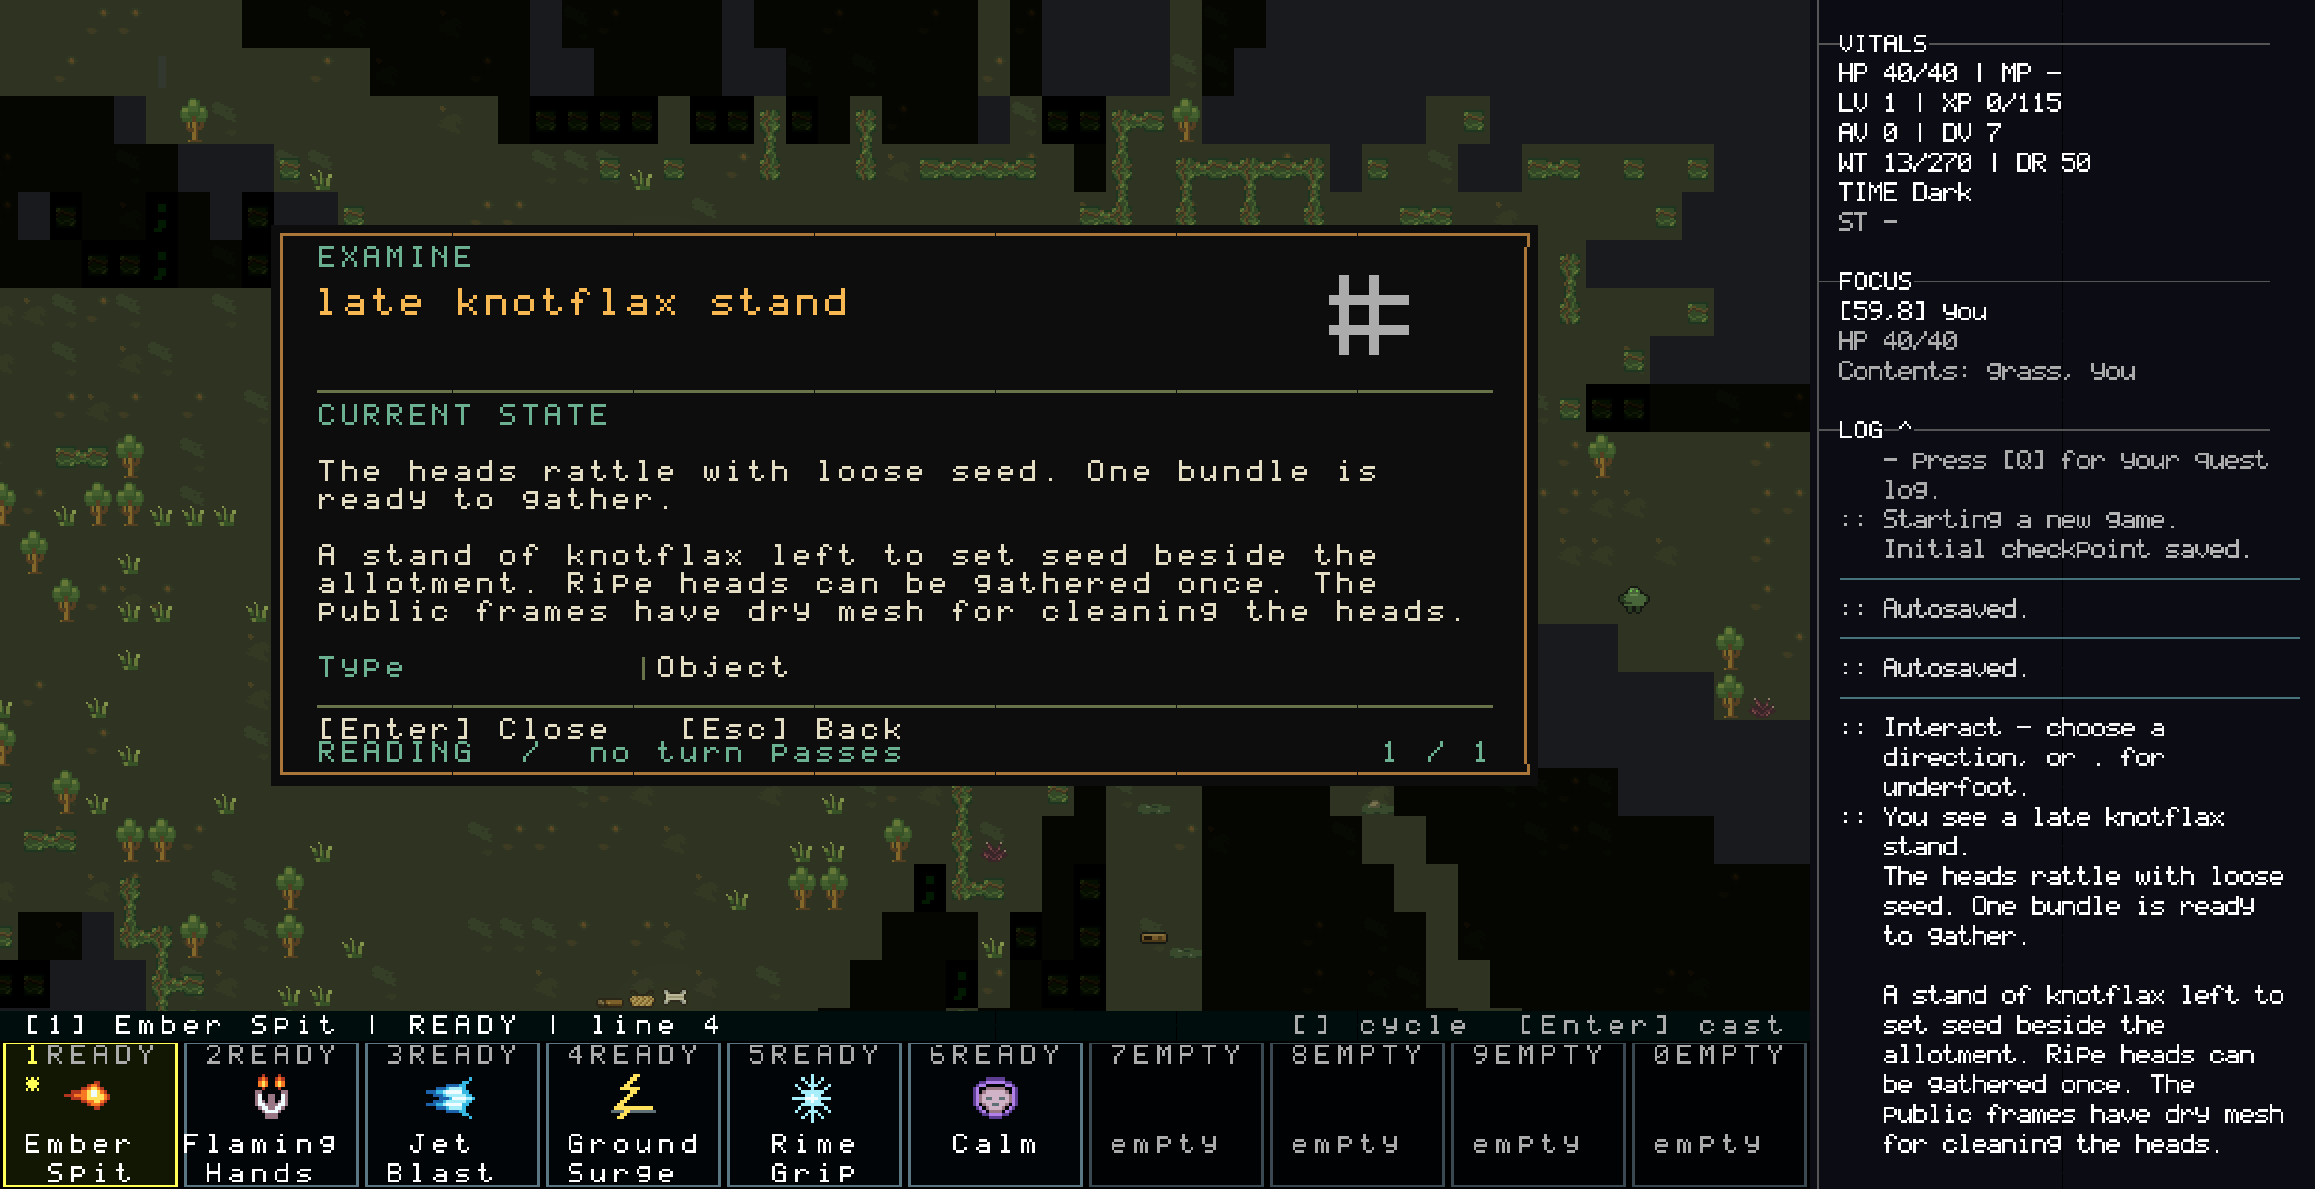 EXAMINE
late knotflax stand
CURRENT STATE
The heads rattle with loose seed. One bundle is
ready to gather.
A stand of knotflax left to set seed beside the
allotment. Ripe heads can be gathered once. The
public frames have dry mesh for cleaning the heads.
Type |Object
[Enter] Close [Esc] Back
READING / no turn passes 1 / 1
[1] Ember Spit | READY | line 4 [] cycle [Enter] cast
1READY 2READY 3READY 4READY 5READY 6READY 7EMPTY 8EMPTY 9EMPTY 0EMPTY
Ember Flaming Jet Ground Rime Calm empty empty empty empty
Spit Hands Blast Surge Grip
VITALS
HP 40/40 | MP -
LV 1 | XP 0/115
AV 0 | DV 7
WT 13/270 | DR 50
TIME Dark
ST -
FOCUS
[59,8] you
HP 40/40
Contents: grass, you
LOG ^
- Press [Q] for your quest
log.
:: Starting a new game.
Initial checkpoint saved.
:: Autosaved.
:: Autosaved.
:: Interact - choose a
direction, or . for
underfoot.
:: You see a late knotflax
stand.
The heads rattle with loose
seed. One bundle is ready
to gather.
A stand of knotflax left to
set seed beside the
allotment. Ripe heads can
be gathered once. The
public frames have dry mesh
for cleaning the heads.